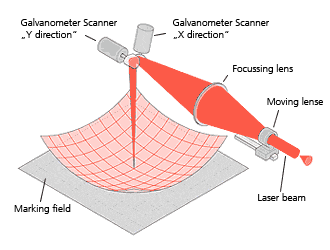 Galvanometer Scanner
„Y direction“
Galvanometer Scanner
„X direction“
Focussing lens
Moving lense
Laser beam
Marking field